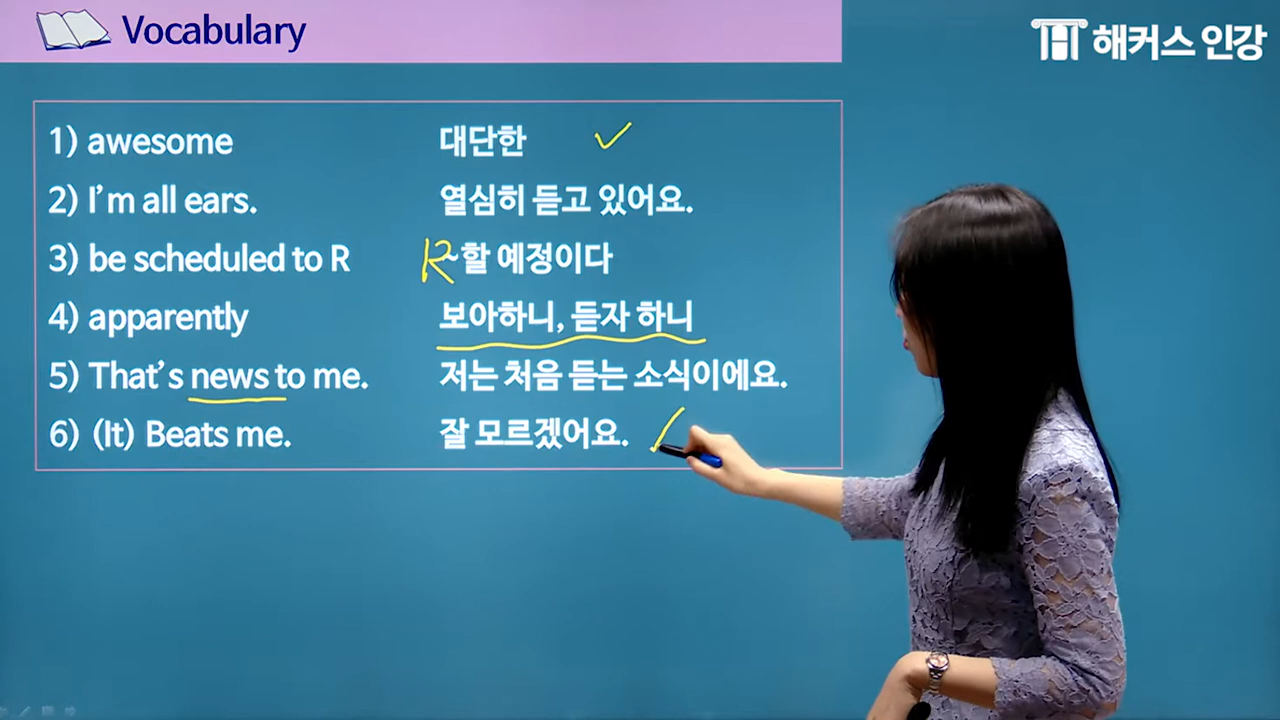 Vocabulary
해커스 인강
1) awesome 대단한
2) I'm all ears. 열심히 듣고 있어요.
3) be scheduled to R R~할 예정이다
4) apparently 보아하니, 듣자 하니
5) That's news to me. 저는 처음 듣는 소식이에요.
6) (It) Beats me. 잘 모르겠어요.